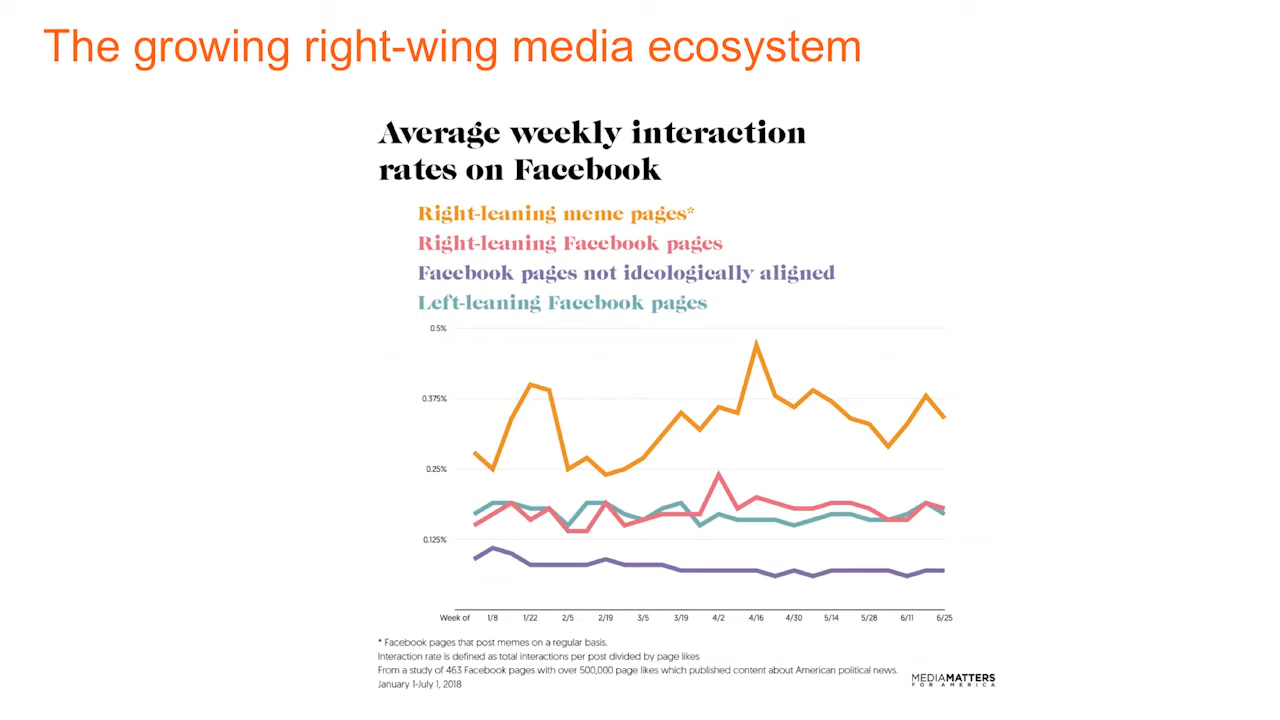 The growing right-wing media ecosystem
Average weekly interaction
rates on Facebook
Right-leaning meme pages*
Right-leaning Facebook pages
Facebook pages not ideologically aligned
Left-leaning Facebook pages
0.5%
0.375%
0.25%
0.125%
Week of 1/8 1/22 2/5 2/19 3/5 3/19 4/2 4/16 4/30 5/14 5/28 6/11 6/25
* Facebook pages that post memes on a regular basis.
Interaction rate is defined as total interactions per post divided by page likes
From a study of 463 Facebook pages with over 500,000 page likes which published content about American political news.
January 1-July 1, 2018
MEDIAMATTERS
FOR AMERICA